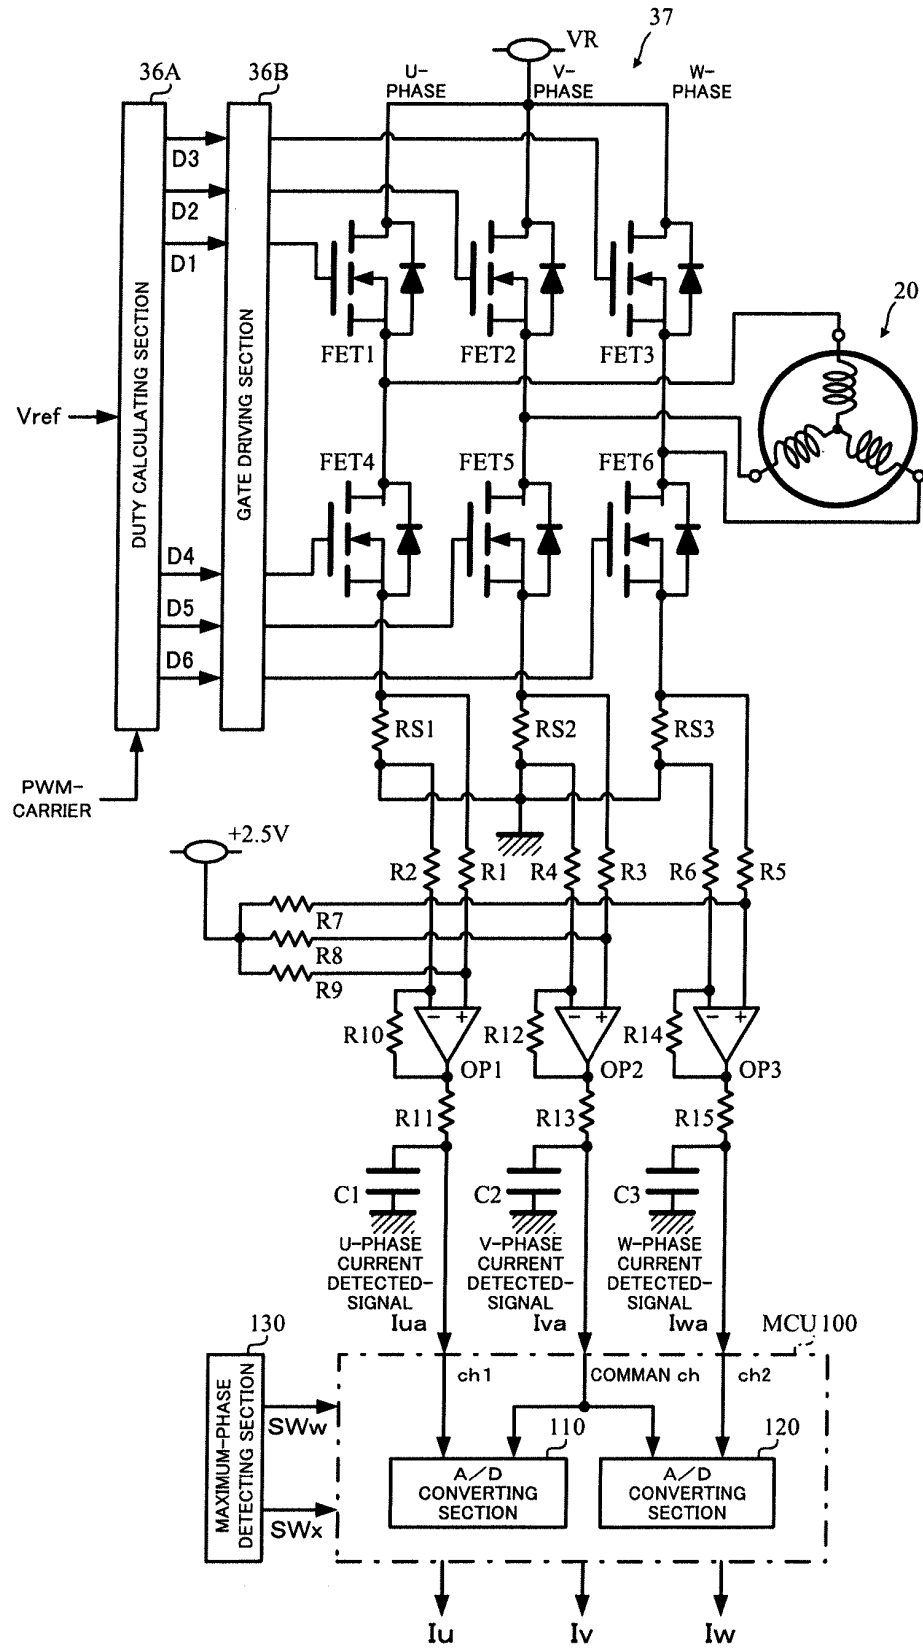 37
VR
36A
36B
U-
PHASE
V-
PHASE
W-
PHASE
D3
D2
D1
20
FET1
FET2
FET3
Vref
DUTY CALCULATING SECTION
GATE DRIVING SECTION
FET4
FET5
FET6
D4
D5
D6
RS1
RS2
RS3
PWM-
CARRIER
+2.5V
R2
R1
R4
R3
R6
R5
R7
R8
R9
R10
R12
R14
- +
- +
- +
OP1
OP2
OP3
R11
R13
R15
C1
C2
C3
U-PHASE
CURRENT
DETECTED-
SIGNAL
Iua
V-PHASE
CURRENT
DETECTED-
SIGNAL
Iva
W-PHASE
CURRENT
DETECTED-
SIGNAL
Iwa
MCU100
130
ch1
COMMAN ch
ch2
MAXIMUM-PHASE
DETECTING SECTION
SWw
SWx
110
120
A/D
CONVERTING
SECTION
A/D
CONVERTING
SECTION
Iu
Iv
Iw